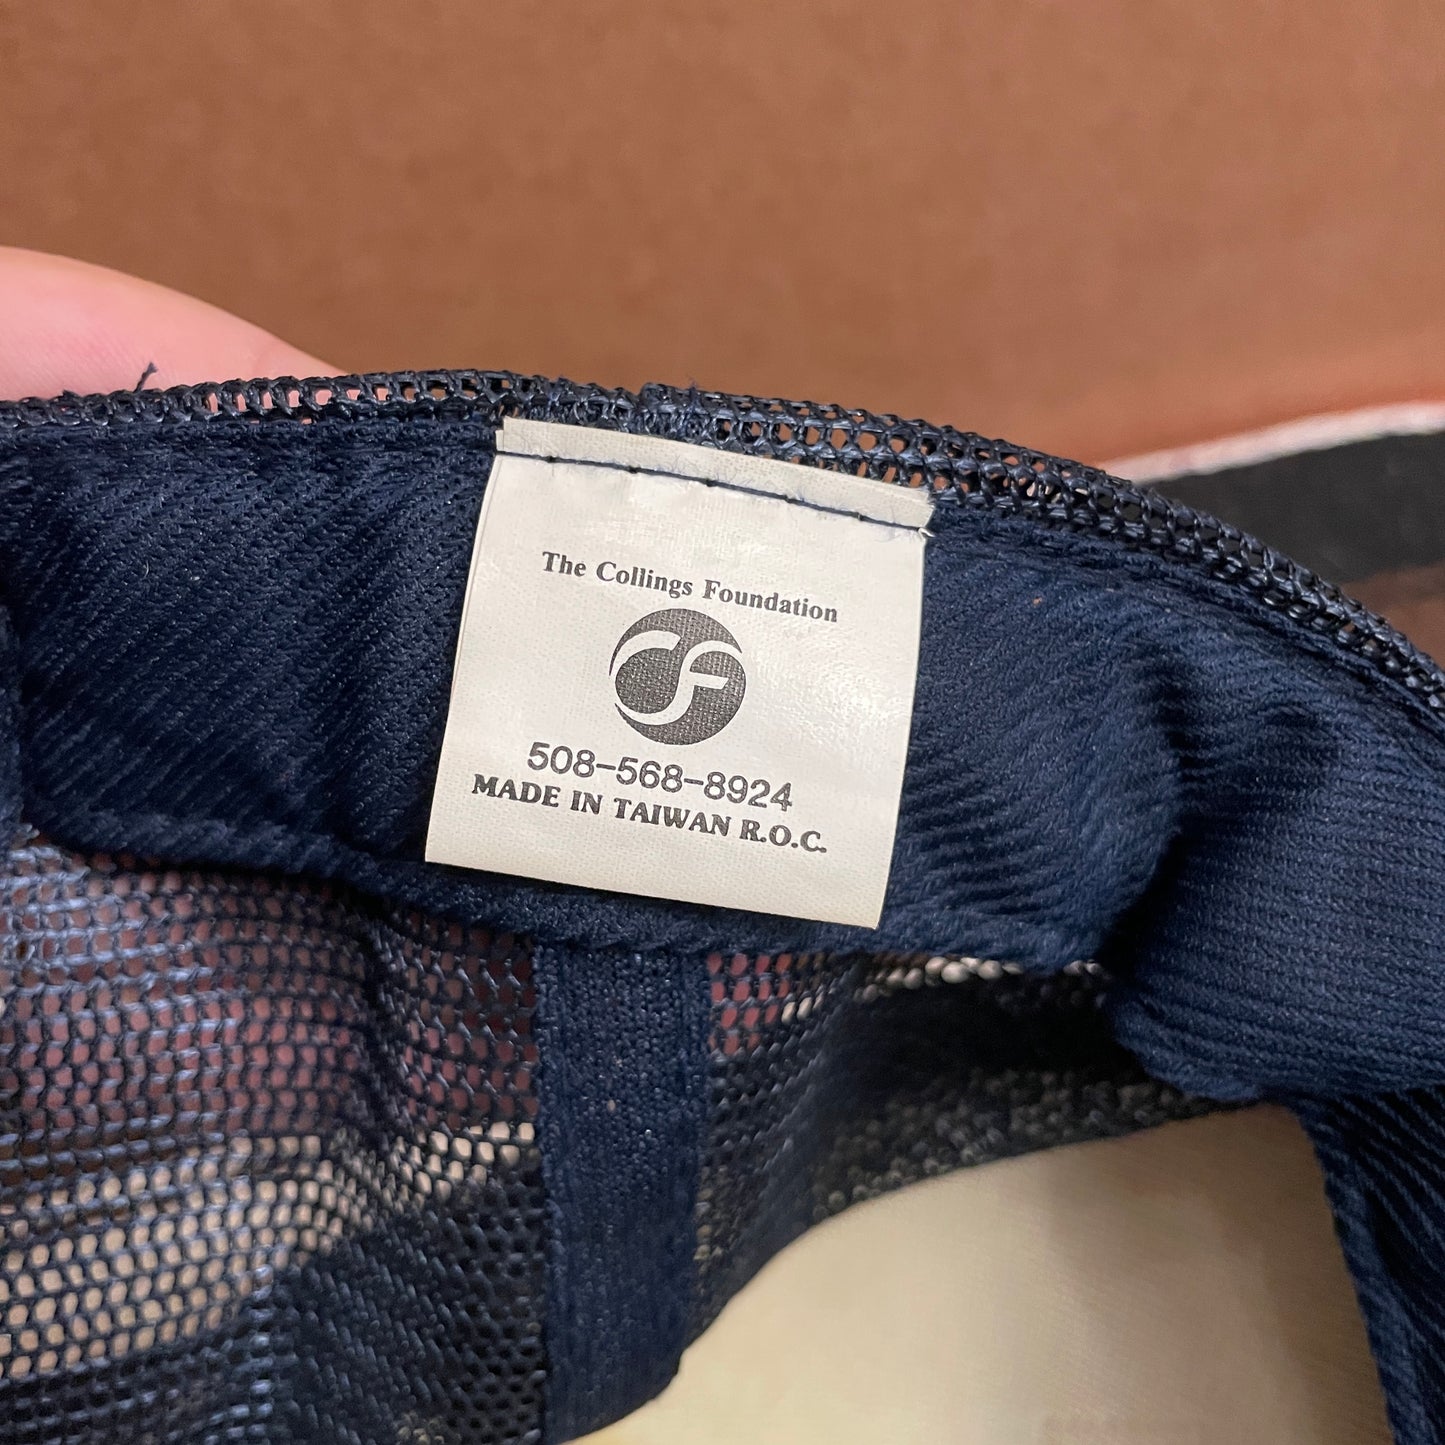 The Collings Foundation
CF
508-568-8924
MADE IN TAIWAN R.O.C.